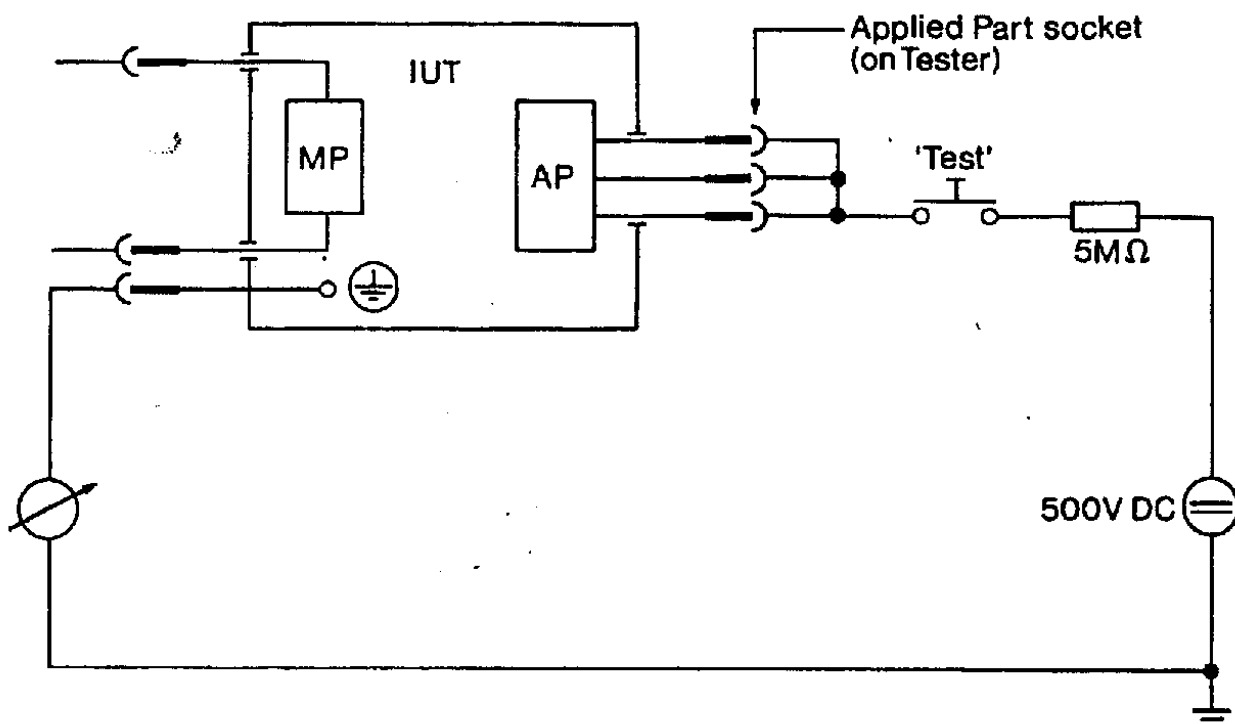 Applied Part socket
(on Tester)
IUT
MP
AP
'Test'
5MΩ
500V DC